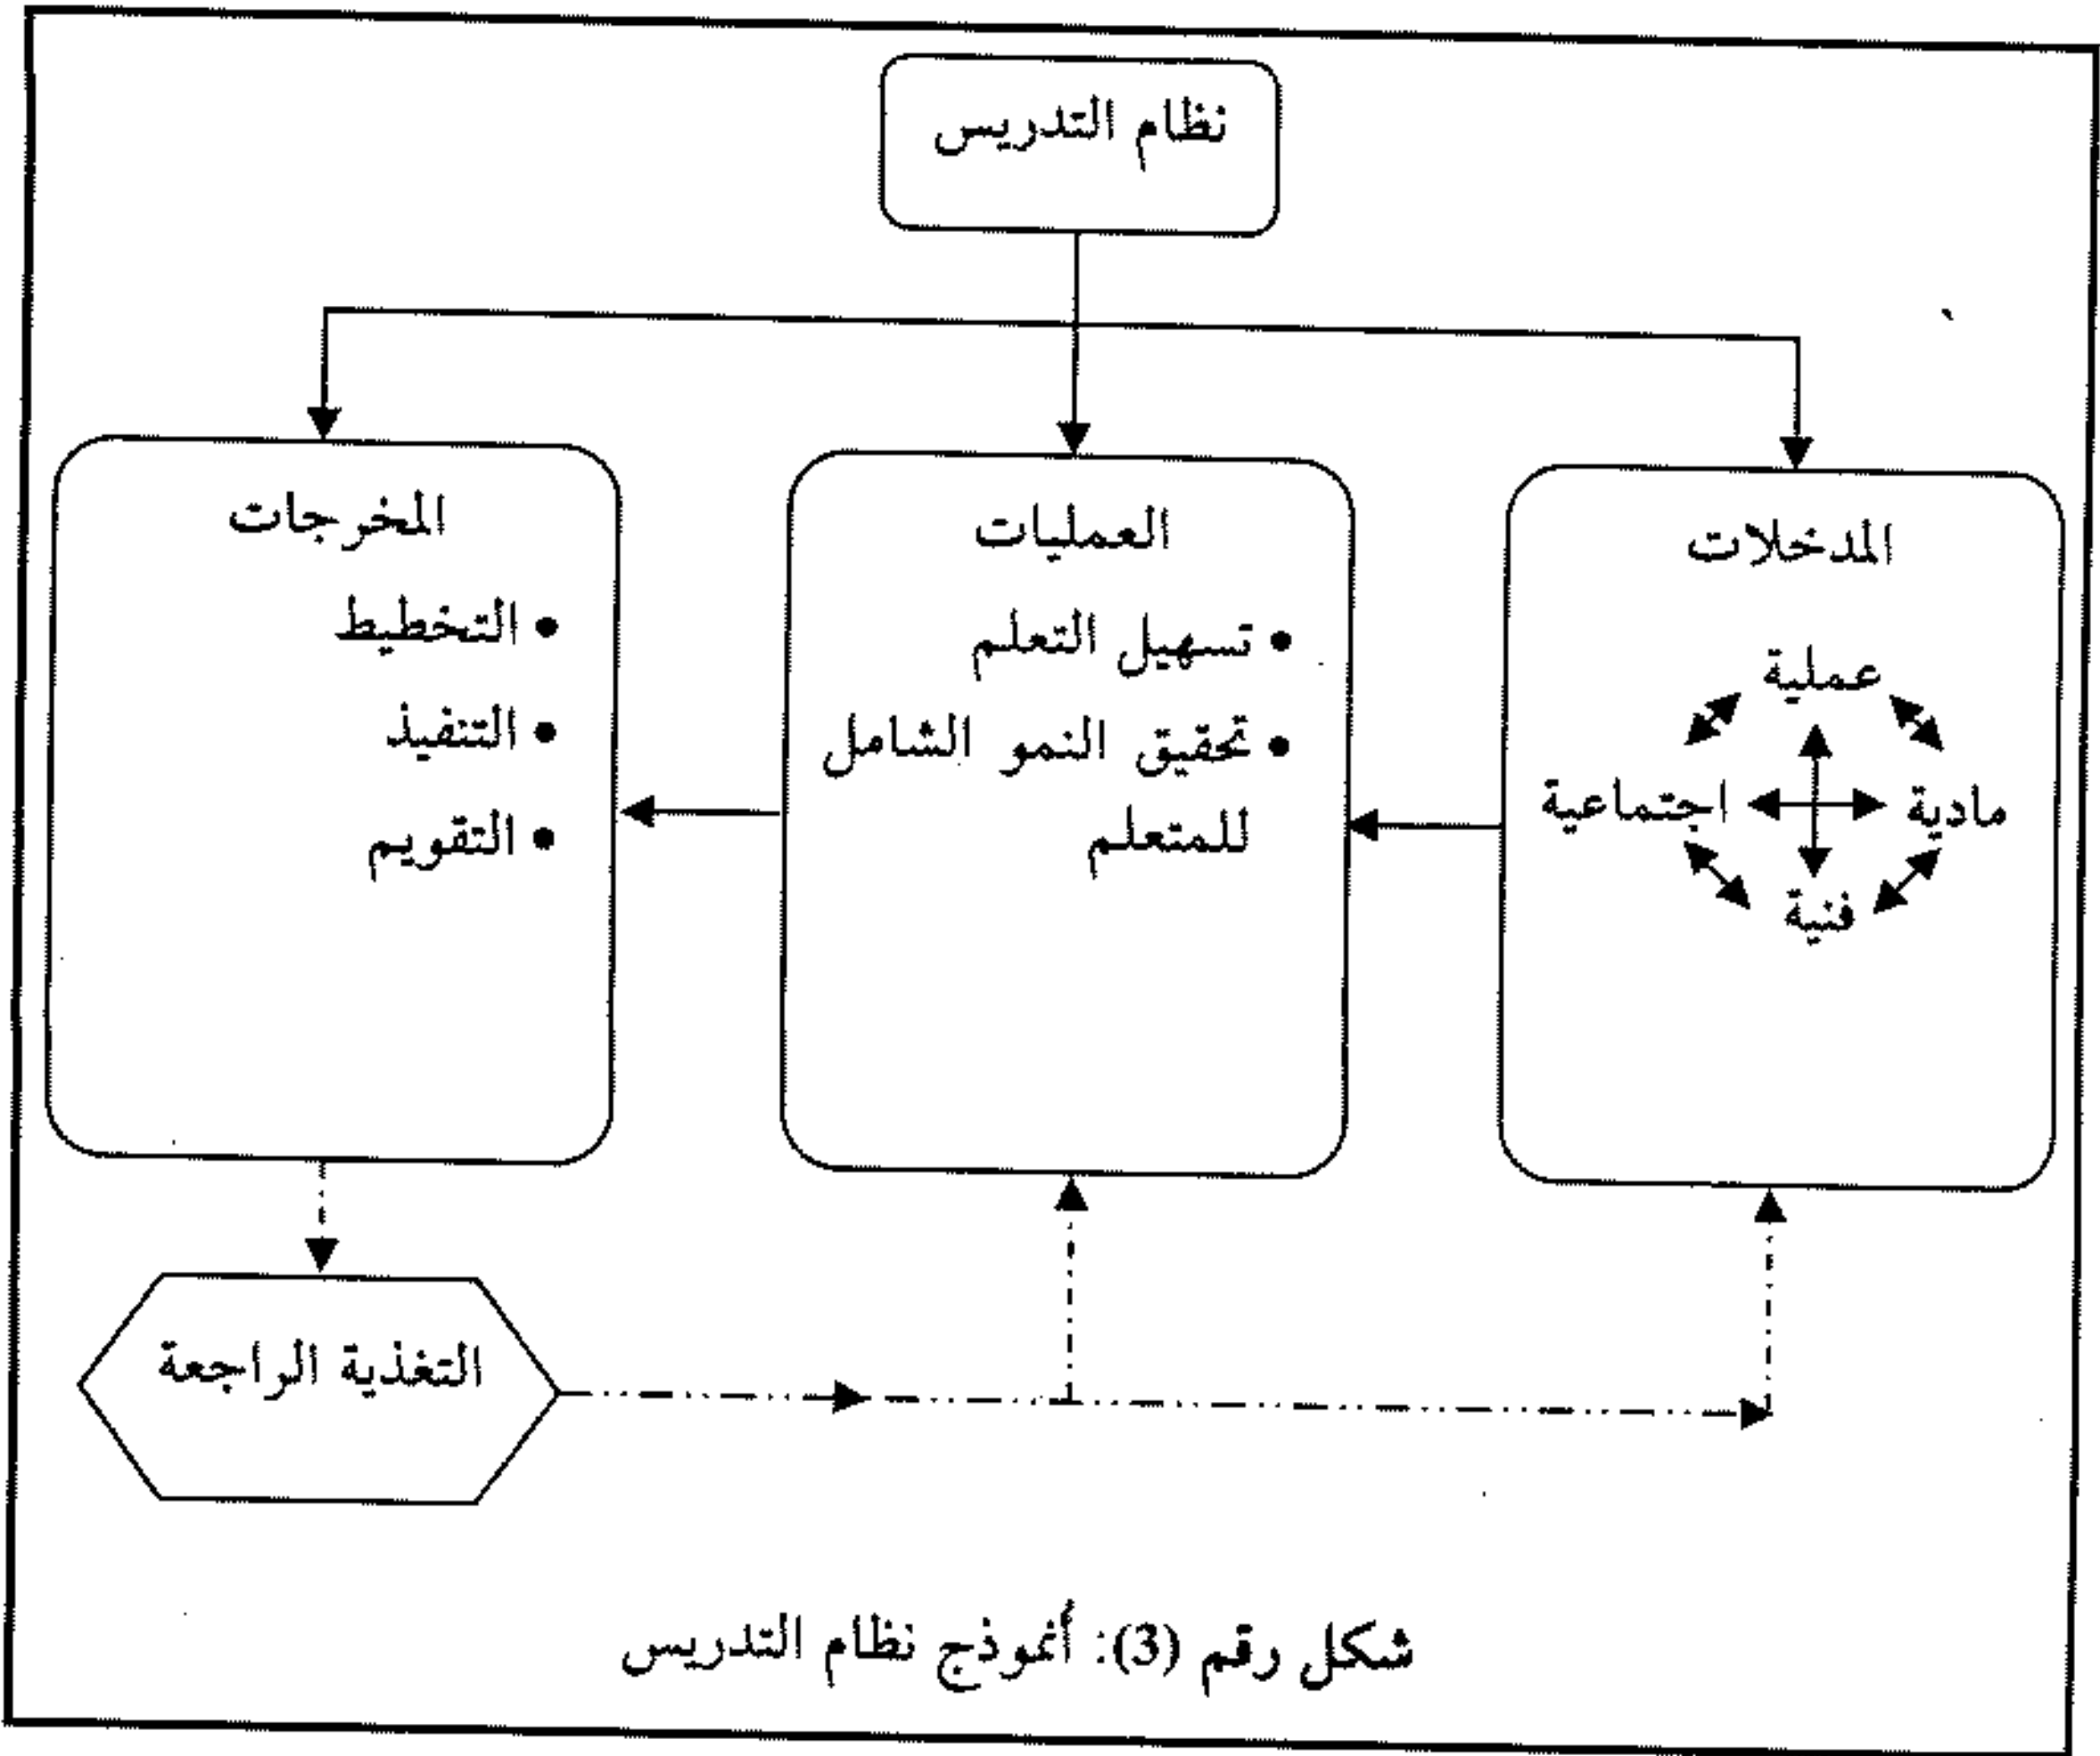 نظام التدريس
المدخلات
عملية
مادية
اجتماعية
فنية
العمليات
• تسهيل التعلم
• تحقيق النمو الشامل
للمتعلم
المخرجات
• التخطيط
• التنفيذ
• التقويم
التغذية الراجعة
شكل رقم (3): أنموذج نظام التدريس